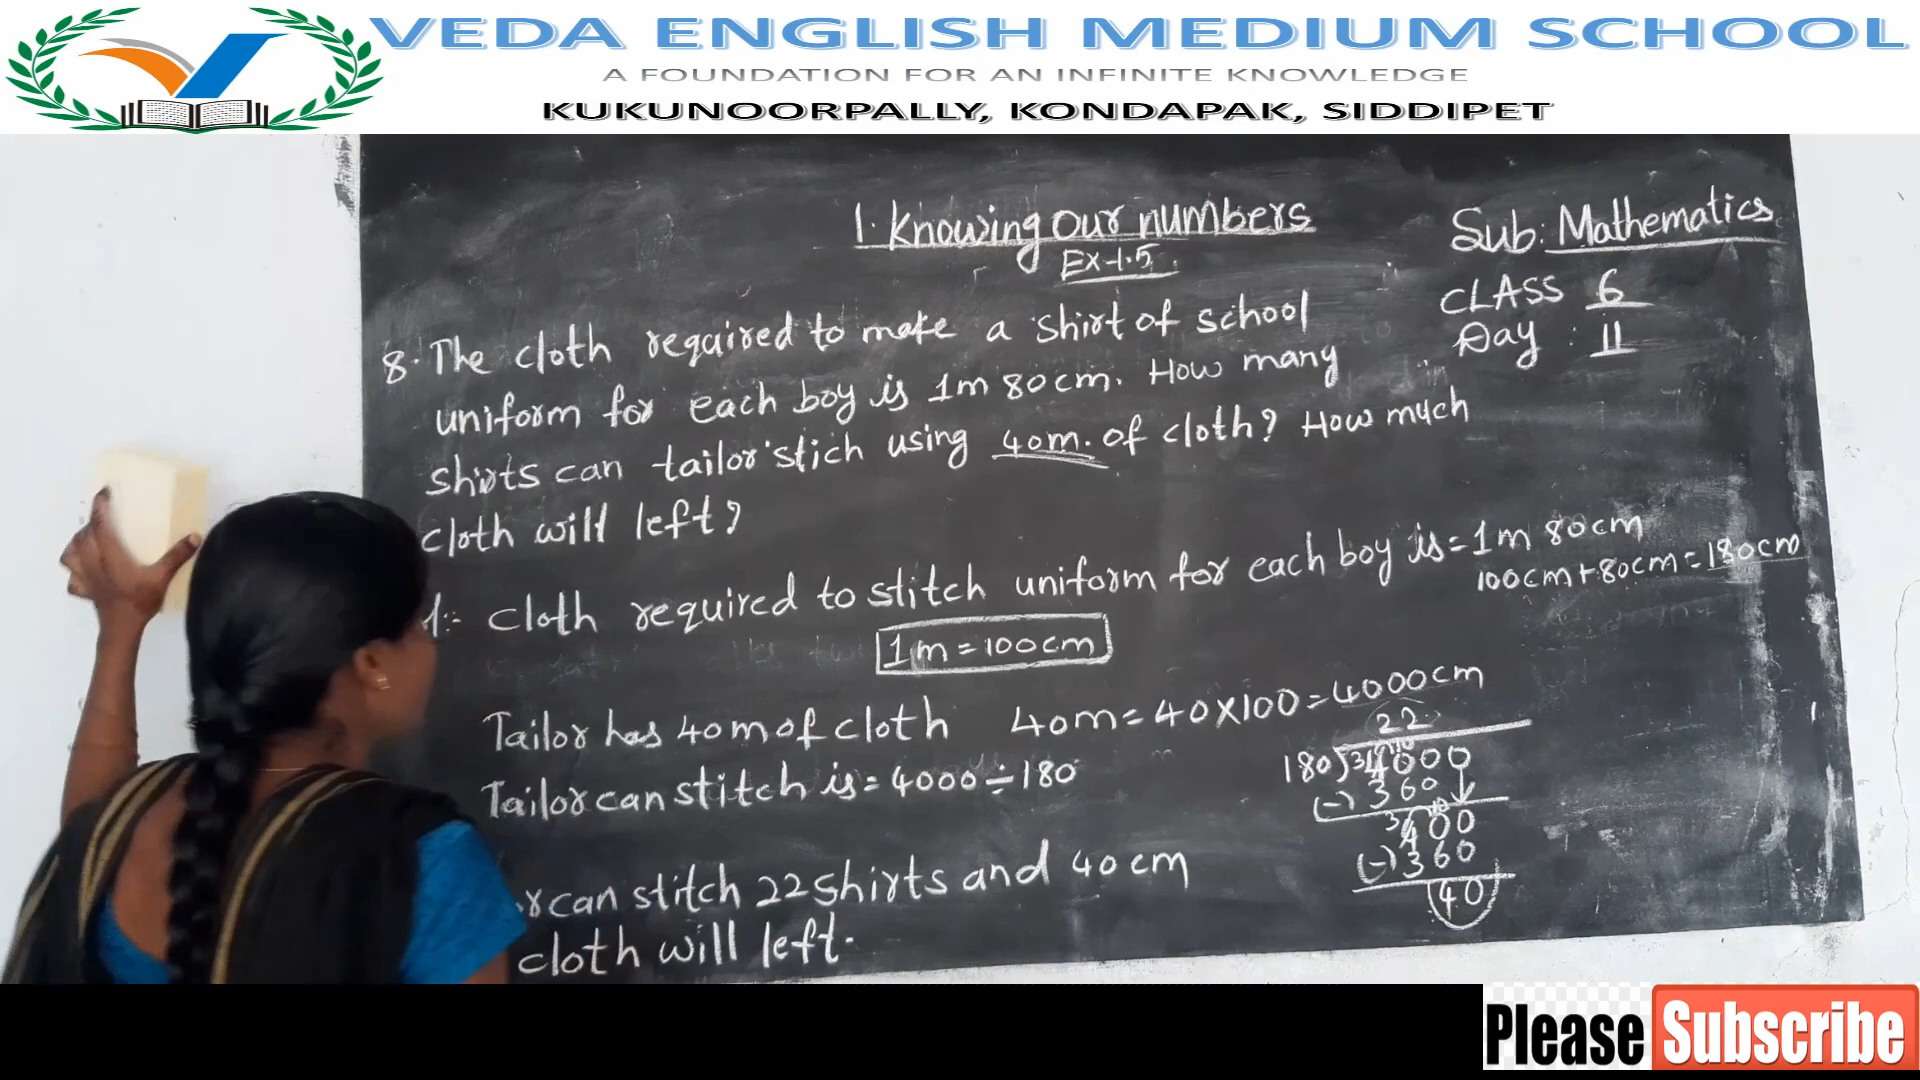 VEDA ENGLISH MEDIUM SCHOOL
A FOUNDATION FOR AN INFINITE KNOWLEDGE
KUKUNOORPALLY, KONDAPAK, SIDDIPET
1. Knowing Our numbers
Ex-1.5
Sub: Mathematics
CLASS 6
Day : 11
8. The cloth required to make a shirt of school
uniform for each boy is 1m 80cm. How many
shirts can tailor stich using 40m. of cloth? How much
cloth will left?
cloth required to stitch uniform for each boy is = 1m 80cm
100cm + 80cm = 180cm
1m = 100cm
Tailor has 40m of cloth 40m = 40×100 = 4000cm
Tailor can stitch is = 4000 ÷ 180
22
180) 4000
(-) 360
400
(-) 360
40
r can stitch 22 shirts and 40 cm
cloth will left.
Please Subscribe